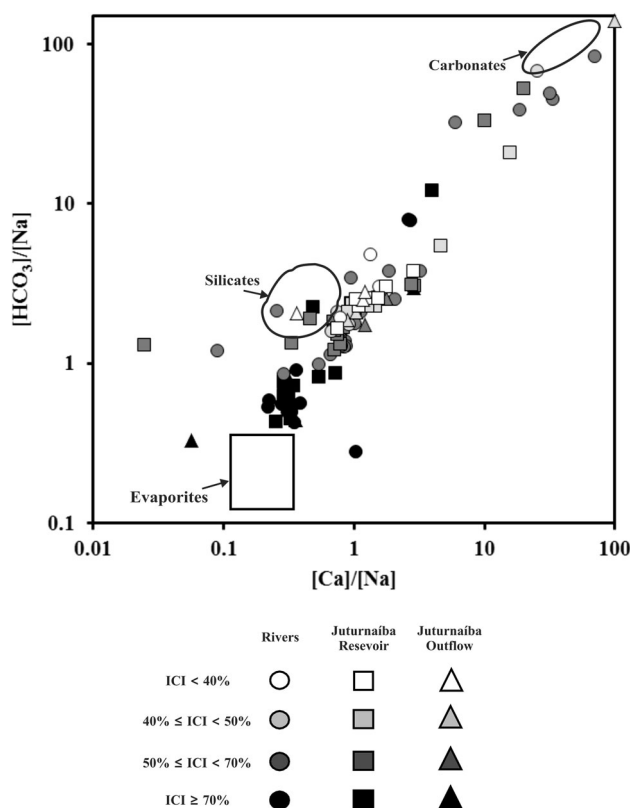 100
Carbonates
[HCO3]/[Na]
10
Silicates
1
Evaporites
0.1
0.01 0.1 1 10 100
[Ca]/[Na]
Rivers Juturnaíba Resevoir Juturnaíba Outflow
ICI < 40%
40% ≤ ICI < 50%
50% ≤ ICI < 70%
ICI ≥ 70%